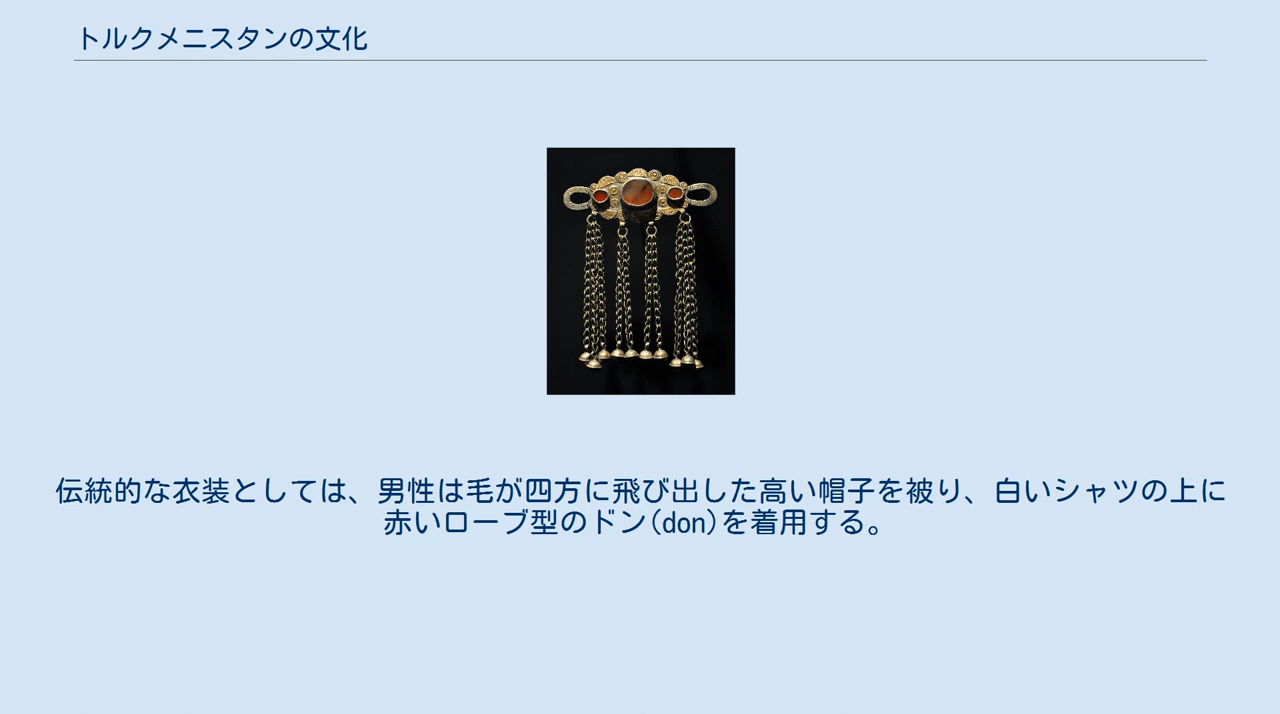 トルクメニスタンの文化
伝統的な衣装としては、男性は毛が四方に飛び出した高い帽子を被り、白いシャツの上に
赤いローブ型のドン(don)を着用する。